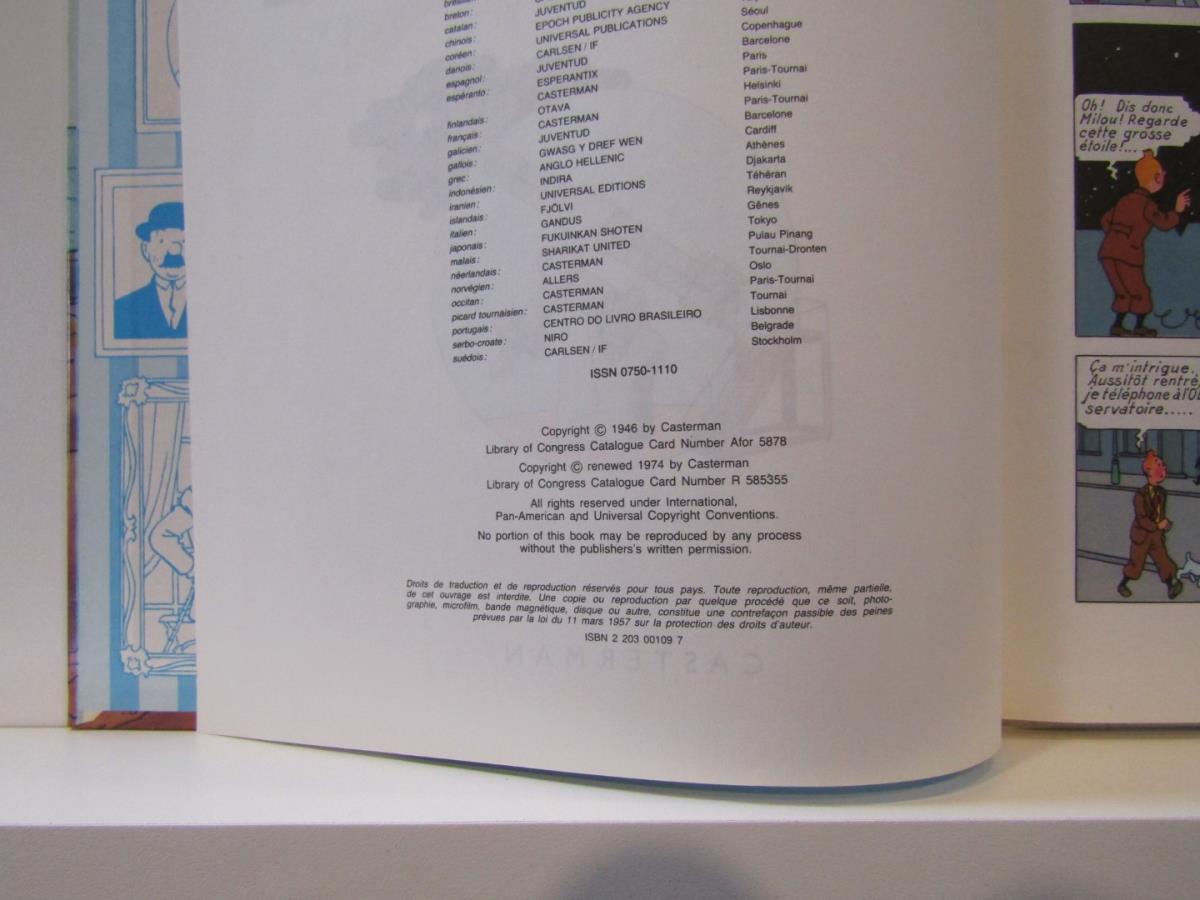 breton:
catalan: JUVENTUD
chinois: EPOCH PUBLICITY AGENCY
coréen: UNIVERSAL PUBLICATIONS Séoul
danois: CARLSEN / IF Copenhague
espagnol: JUVENTUD Barcelone
espéranto: ESPERANTIX Paris
CASTERMAN Paris-Tournai
finlandais: OTAVA Helsinki
français: CASTERMAN Paris-Tournai
galicien: JUVENTUD Barcelone
gallois: GWASG Y DREF WEN Cardiff
grec: ANGLO HELLENIC Athènes
indonésien: INDIRA Djakarta
iranien: UNIVERSAL EDITIONS Téhéran
islandais: FJÖLVI Reykjavik
italien: GANDUS Gênes
japonais: FUKUINKAN SHOTEN Tokyo
malais: SHARIKAT UNITED Pulau Pinang
néerlandais: CASTERMAN Tournai-Dronten
norvégien: ALLERS Oslo
occitan: CASTERMAN Paris-Tournai
picard tournaisien: CASTERMAN Tournai
portugais: CENTRO DO LIVRO BRASILEIRO Lisbonne
serbo-croate: NIRO Belgrade
suédois: CARLSEN / IF Stockholm
ISSN 0750-1110
Copyright © 1946 by Casterman
Library of Congress Catalogue Card Number Afor 5878
Copyright © renewed 1974 by Casterman
Library of Congress Catalogue Card Number R 585355
All rights reserved under International,
Pan-American and Universal Copyright Conventions.
No portion of this book may be reproduced by any process
without the publishers's written permission.
Droits de traduction et de reproduction réservés pour tous pays. Toute reproduction, même partielle,
de cet ouvrage est interdite. Une copie ou reproduction par quelque procédé que ce soit, photo-
graphie, microfilm, bande magnétique, disque ou autre, constitue une contrefaçon passible des peines
prévues par la loi du 11 mars 1957 sur la protection des droits d'auteur.
ISBN 2 203 00109 7
CASTERMAN
Oh! Dis donc
Milou! Regarde
cette grosse
étoile!...
Ça m'intrigue.
Aussitôt rentré,
je téléphone à l'Ob
servatoire.....